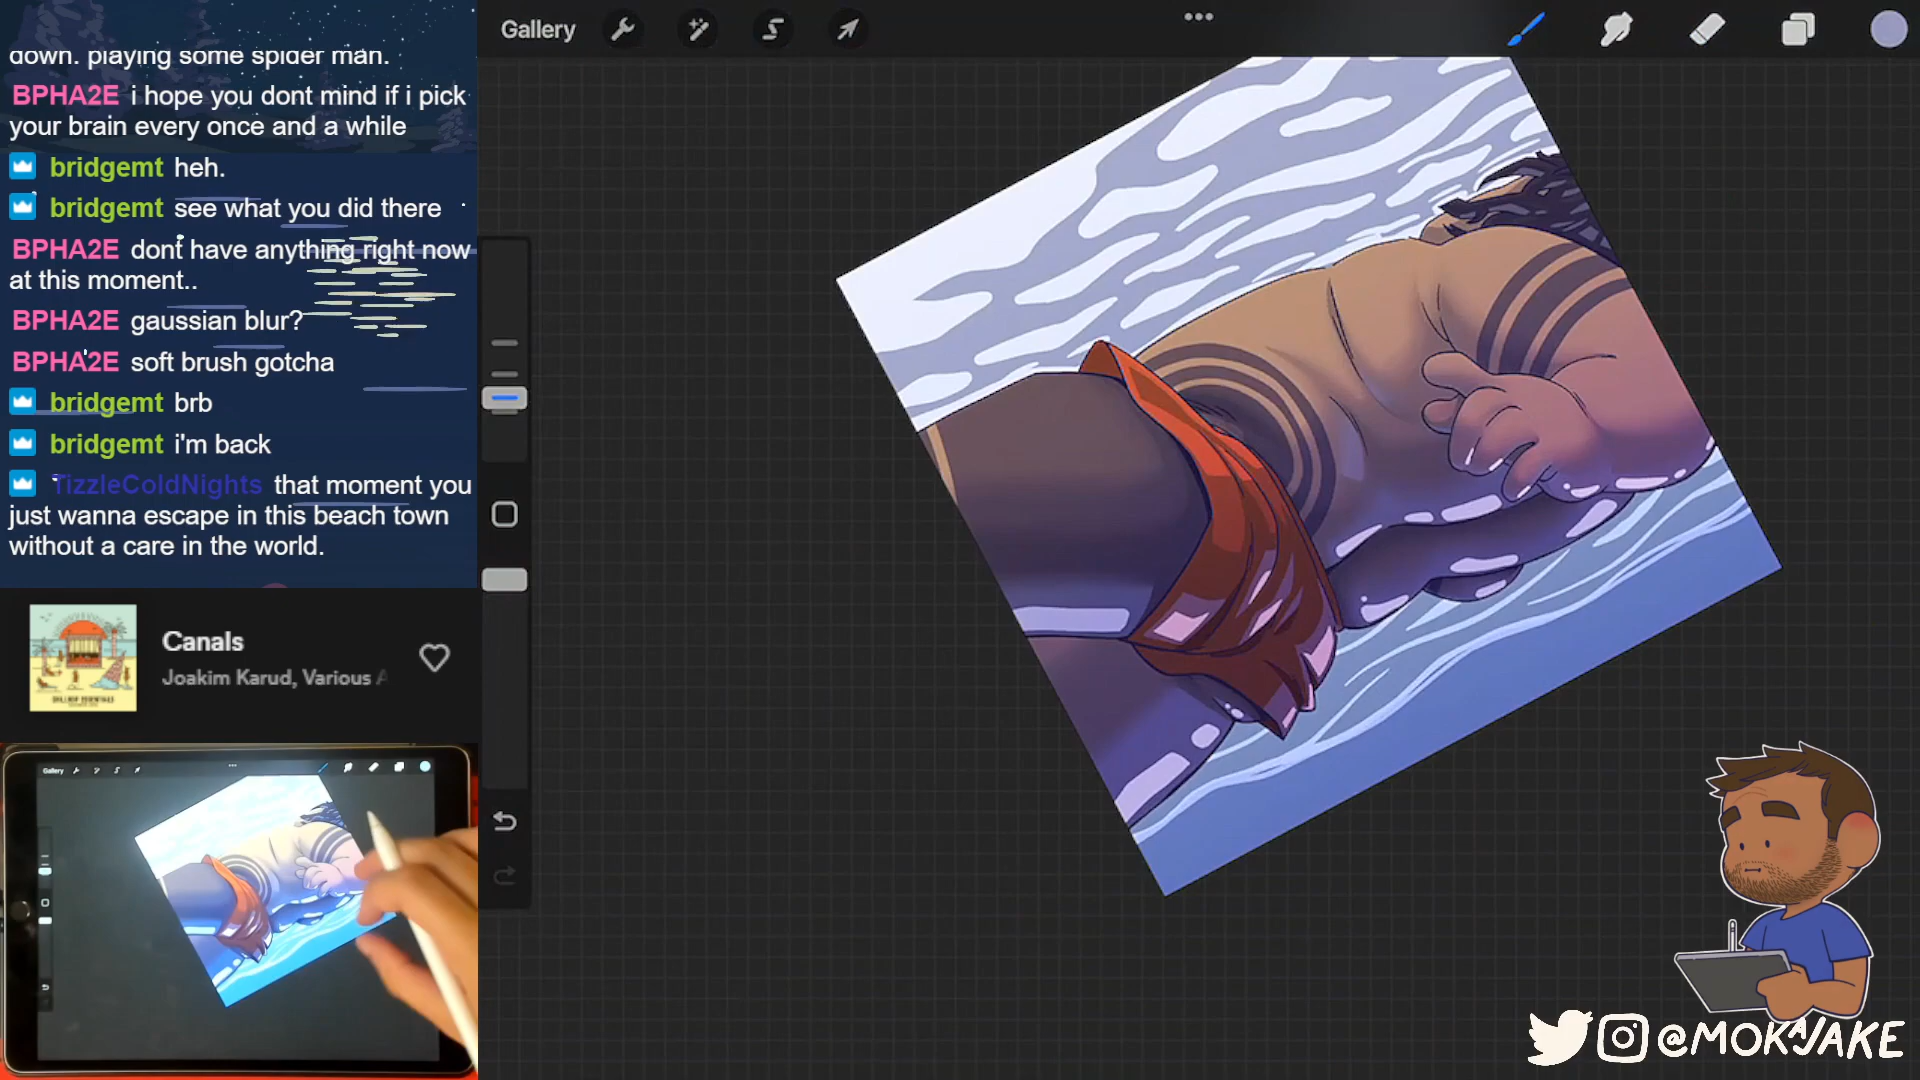 down. playing some spider man.
BPHA2E i hope you dont mind if i pick
your brain every once and a while
bridgemt heh.
bridgemt see what you did there
BPHA2E dont have anything right now
at this moment..
BPHA2E gaussian blur?
BPHA2E soft brush gotcha
bridgemt brb
bridgemt i'm back
TizzleColdNights that moment you
just wanna escape in this beach town
without a care in the world.
Canals
Joakim Karud, Various A
Gallery
Gallery
@MOKAJAKE